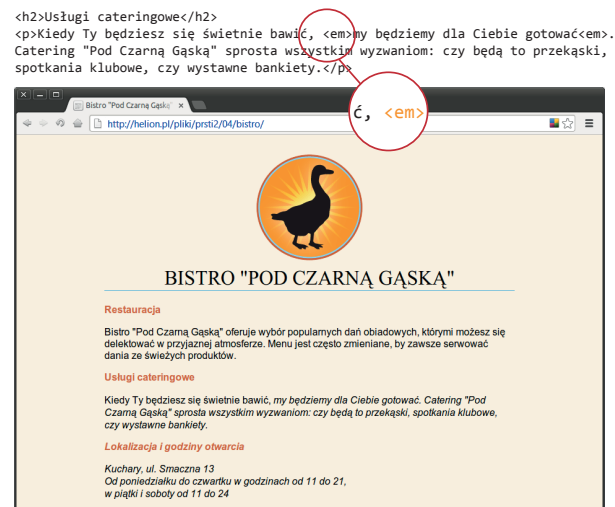 <h2>Usługi cateringowe</h2>
<p>Kiedy Ty będziesz się świetnie bawić, <em>my będziemy dla Ciebie gotować<em>.
Catering "Pod Czarną Gąską" sprosta wszystkim wyzwaniom: czy będą to przekąski,
spotkania klubowe, czy wystawne bankiety.</p>
ć, <em>
Bistro "Pod Czarną Gąską"
http://helion.pl/pliki/prsti2/04/bistro/
BISTRO "POD CZARNĄ GĄSKĄ"
Restauracja
Bistro "Pod Czarną Gąską" oferuje wybór popularnych dań obiadowych, którymi możesz się
delektować w przyjaznej atmosferze. Menu jest często zmieniane, by zawsze serwować
dania ze świeżych produktów.
Usługi cateringowe
Kiedy Ty będziesz się świetnie bawić, my będziemy dla Ciebie gotować. Catering "Pod
Czarną Gąską" sprosta wszystkim wyzwaniom: czy będą to przekąski, spotkania klubowe,
czy wystawne bankiety.
Lokalizacja i godziny otwarcia
Kuchary, ul. Smaczna 13
Od poniedziałku do czwartku w godzinach od 11 do 21,
w piątki i soboty od 11 do 24